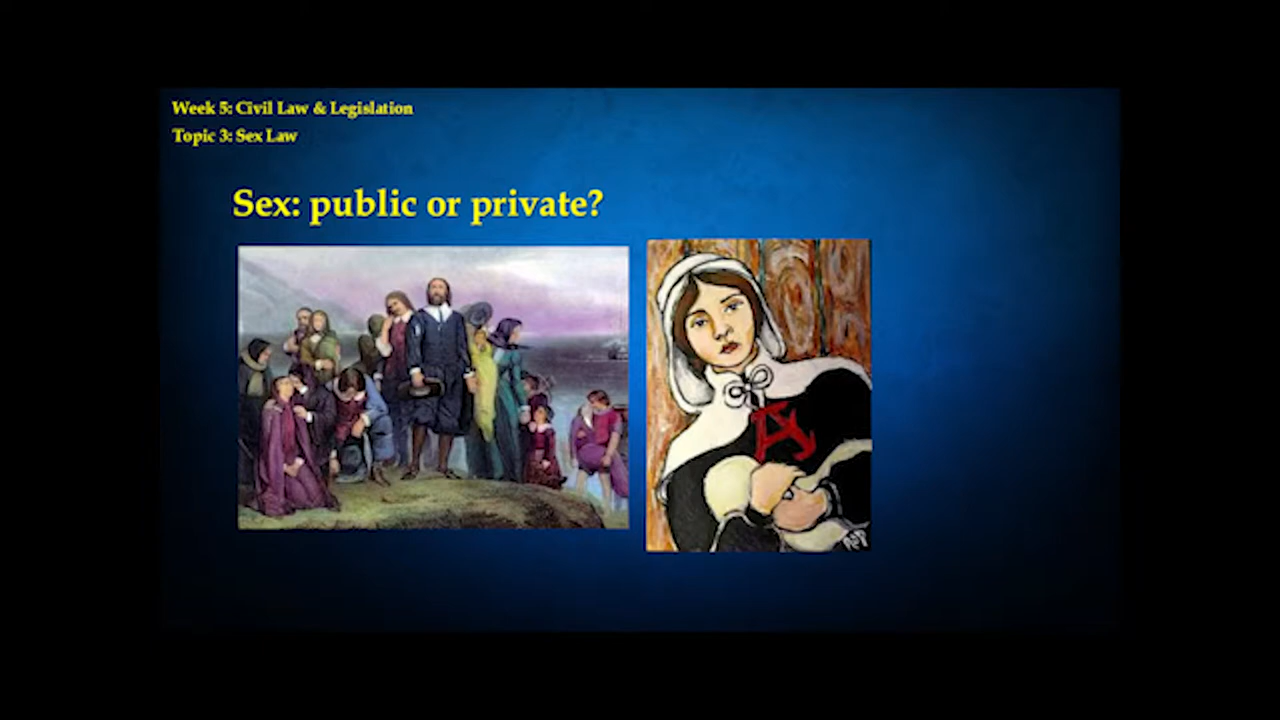 Week 5: Civil Law & Legislation
Topic 3: Sex Law
Sex: public or private?
A